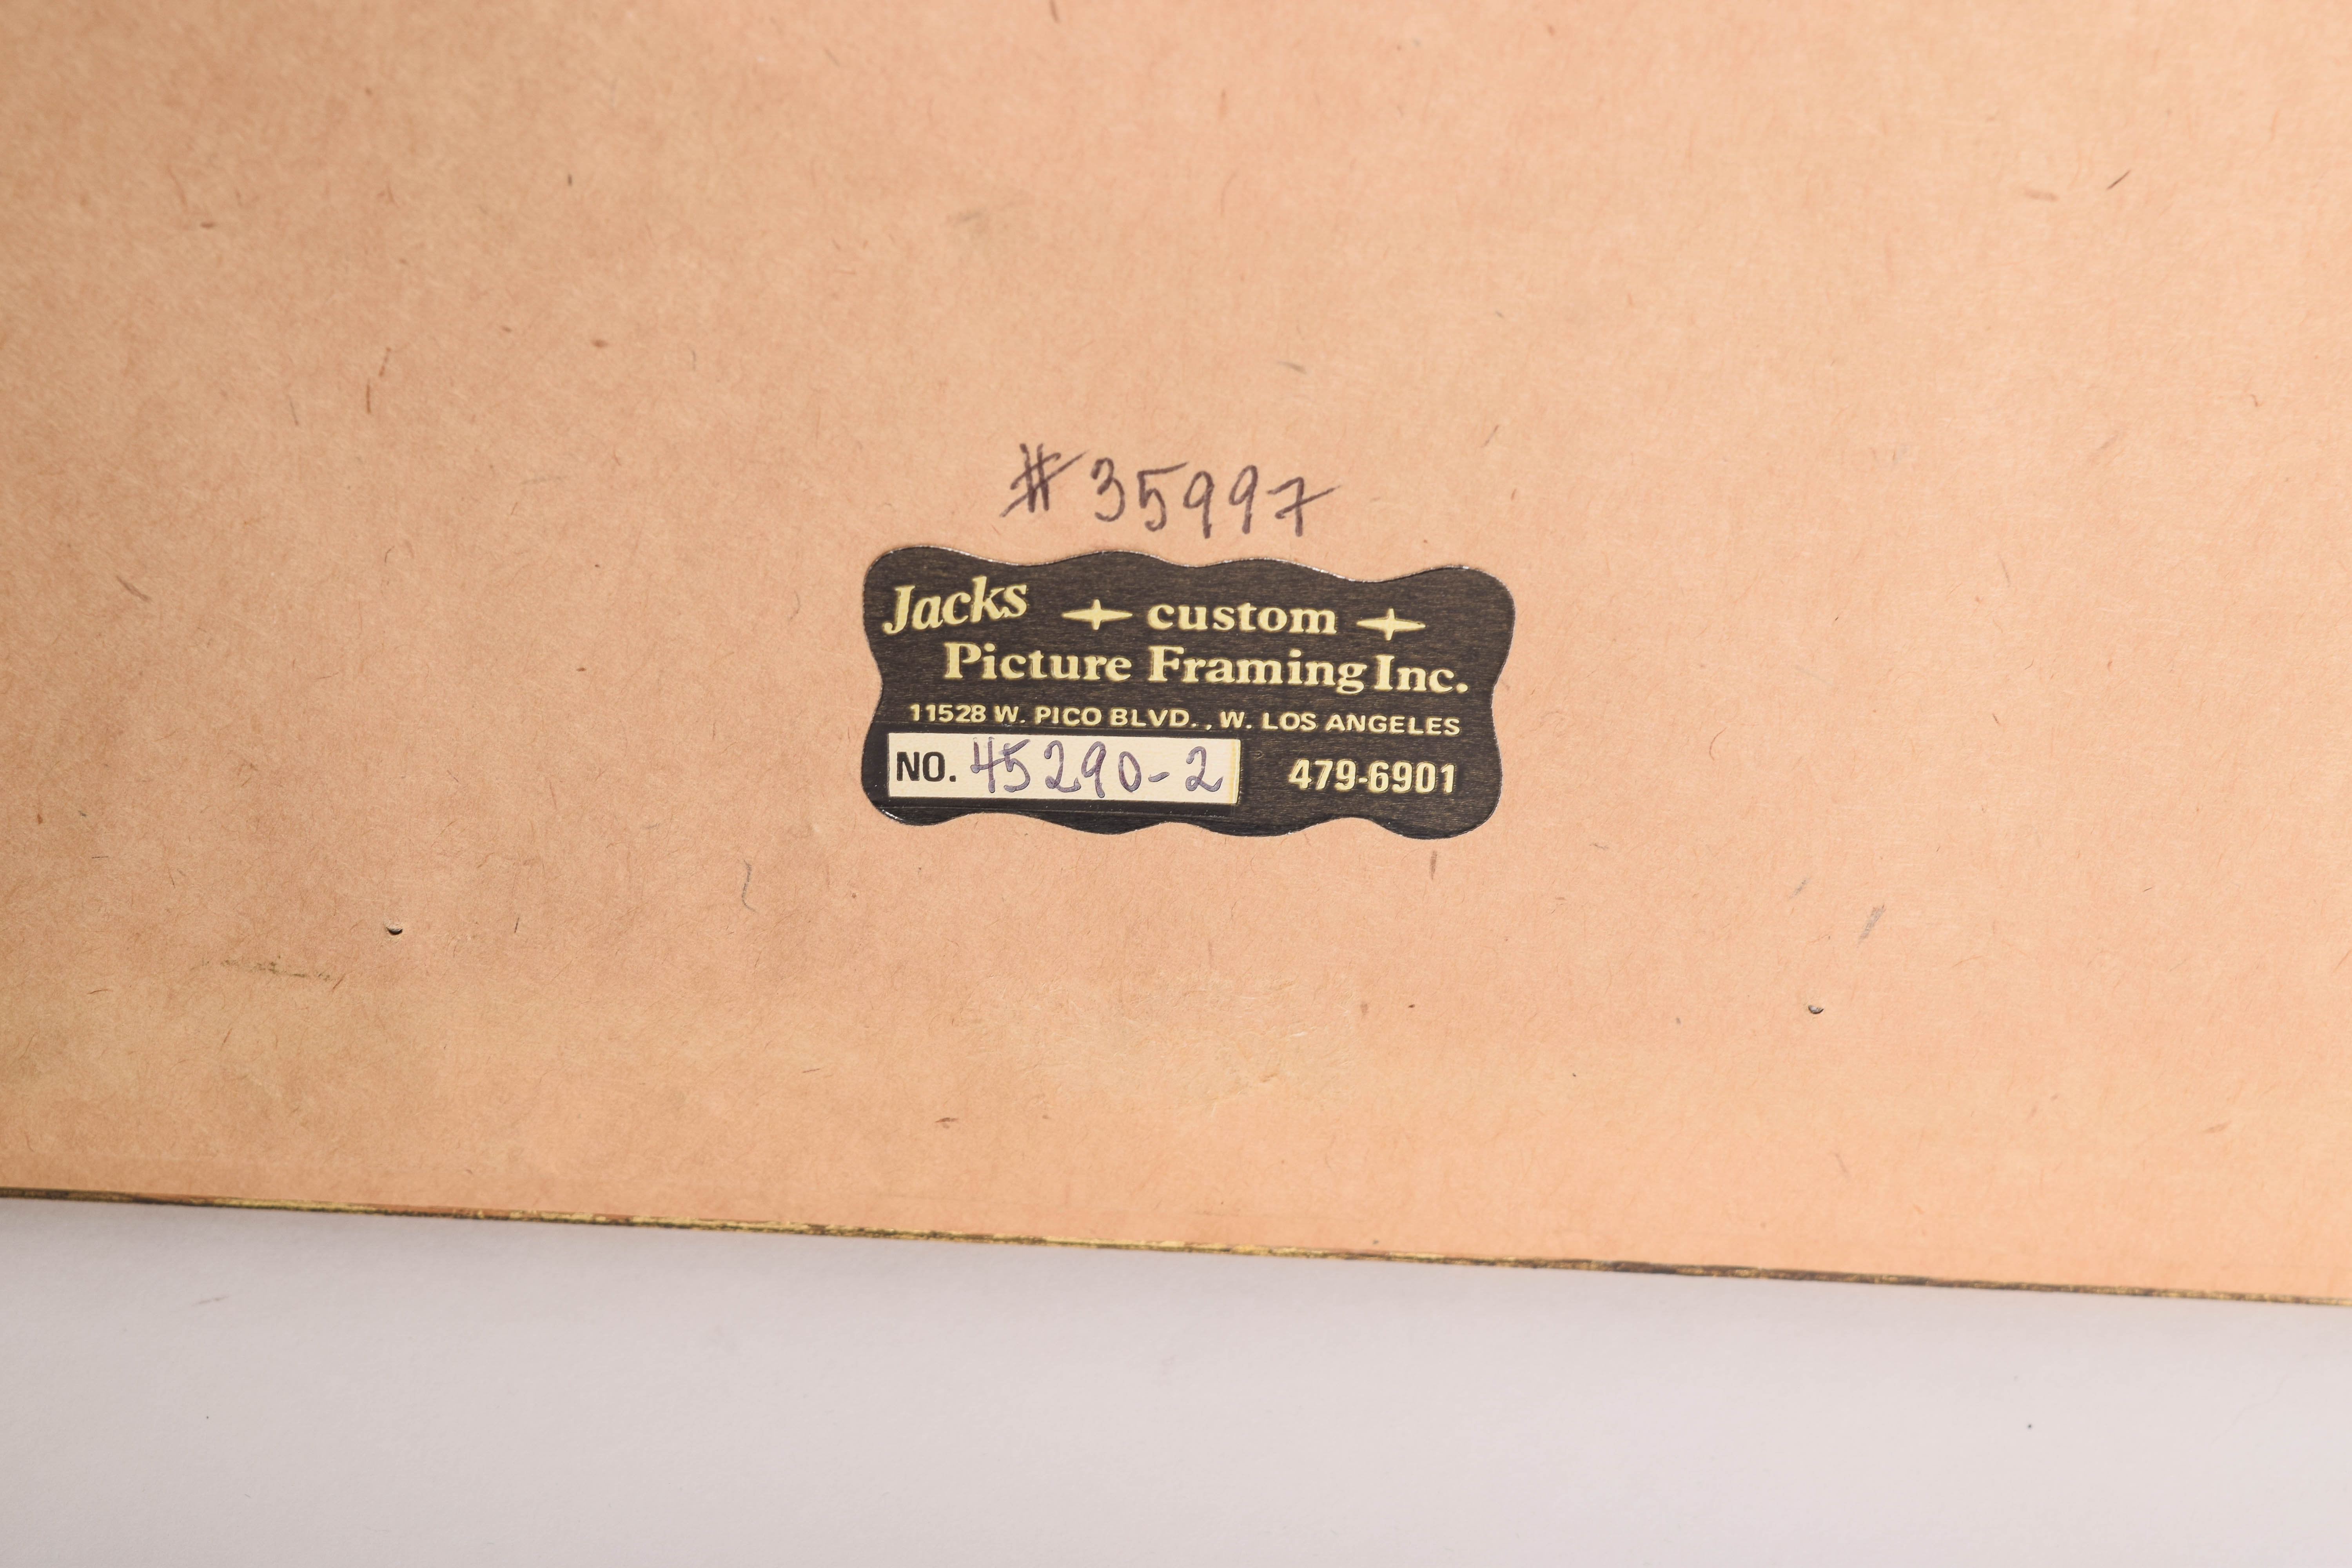 #35997
Jacks custom
Picture Framing Inc.
11528 W. PICO BLVD., W. LOS ANGELES
NO. 45290-2 479-6901